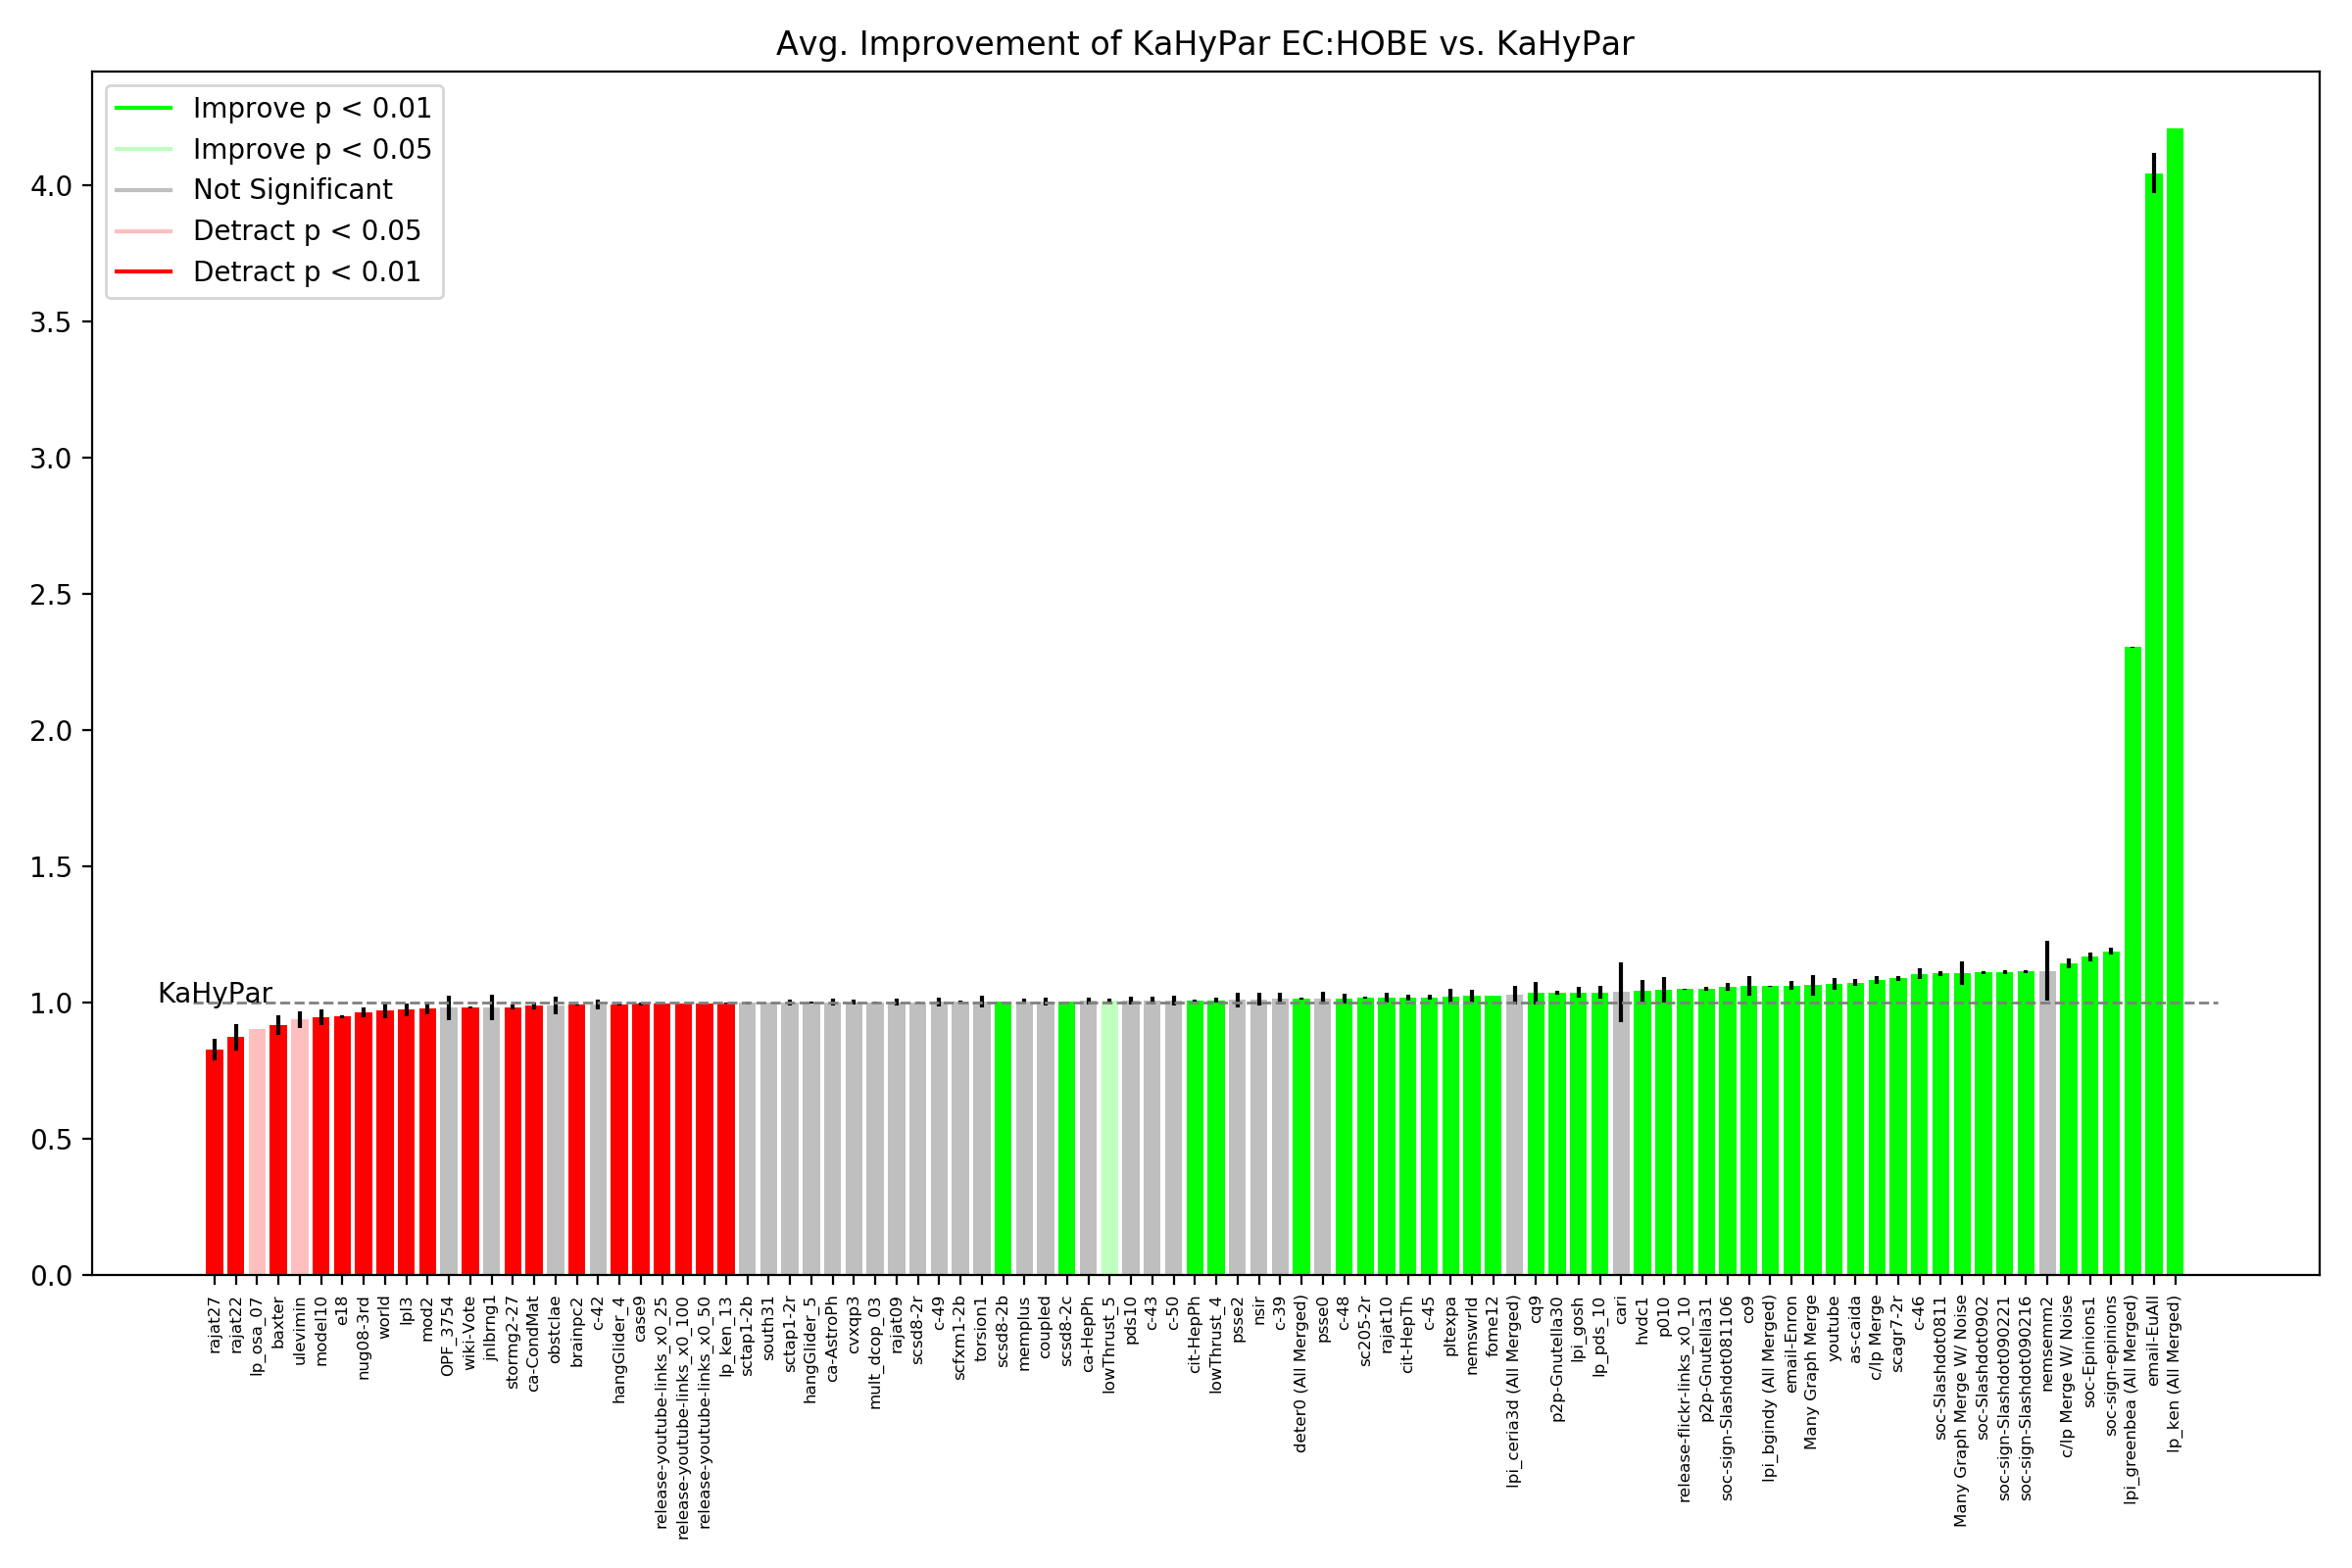 Avg. Improvement of KaHyPar EC:HOBE vs. KaHyPar
Improve p < 0.01
Improve p < 0.05
Not Significant
Detract p < 0.05
Detract p < 0.01
4.0
3.5
3.0
2.5
2.0
1.5
1.0
0.5
0.0
KaHyPar
rajat27
rajat22
lp_osa_07
baxter
ulevimin
model10
e18
nug08-3rd
world
lpl3
mod2
OPF_3754
wiki-Vote
jnlbrng1
stormg2-27
ca-CondMat
obstclae
brainpc2
c-42
hangGlider_4
case9
release-youtube-links_x0_25
release-youtube-links_x0_100
release-youtube-links_x0_50
lp_ken_13
sctap1-2b
south31
sctap1-2r
hangGlider_5
ca-AstroPh
cvxqp3
mult_dcop_03
rajat09
scsd8-2r
c-49
scfxm1-2b
torsion1
scsd8-2b
memplus
coupled
scsd8-2c
ca-HepPh
lowThrust_5
pds10
c-43
c-50
cit-HepPh
lowThrust_4
psse2
nsir
c-39
deter0 (All Merged)
psse0
c-48
sc205-2r
rajat10
cit-HepTh
c-45
pltexpa
nemswrld
fome12
lpi_ceria3d (All Merged)
cq9
p2p-Gnutella30
lpi_gosh
lp_pds_10
cari
hvdc1
p010
release-flickr-links_x0_10
p2p-Gnutella31
soc-sign-Slashdot081106
co9
lpi_bgindy (All Merged)
email-Enron
Many Graph Merge
youtube
as-caida
c/lp Merge
scagr7-2r
c-46
soc-Slashdot0811
Many Graph Merge W/ Noise
soc-Slashdot0902
soc-sign-Slashdot090221
soc-sign-Slashdot090216
nemsemm2
c/lp Merge W/ Noise
soc-Epinions1
soc-sign-epinions
lpi_greenbea (All Merged)
email-EuAll
lp_ken (All Merged)